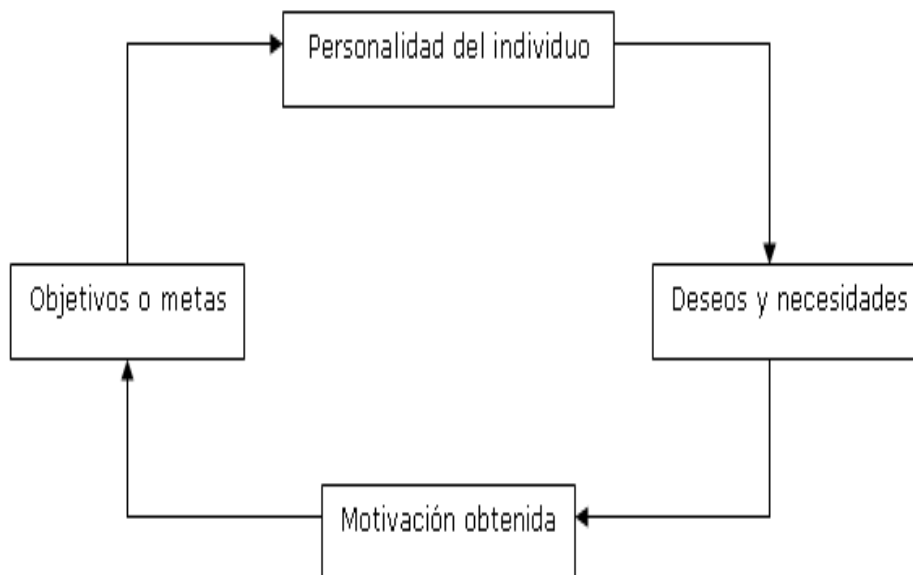 Personalidad del individuo
Objetivos o metas
Deseos y necesidades
Motivación obtenida